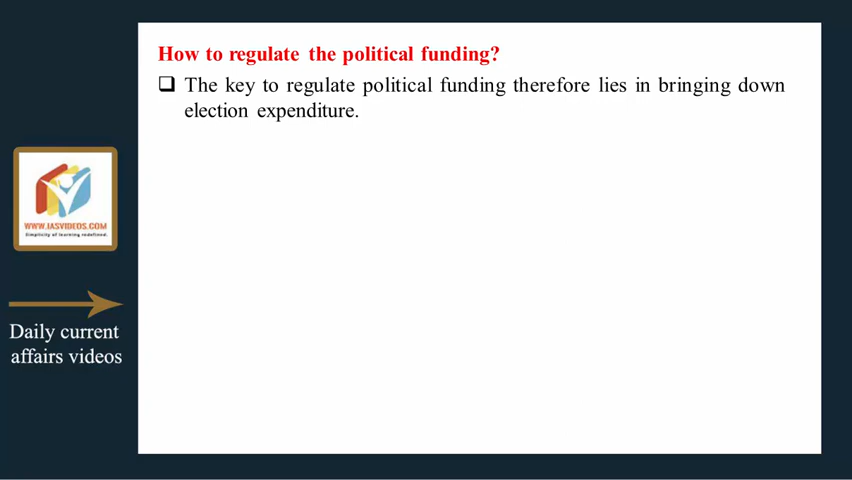 How to regulate the political funding?
The key to regulate political funding therefore lies in bringing down
election expenditure.
WWW.IASVIDEOS.COM
Simplicity of learning redefined.
Daily current
affairs videos